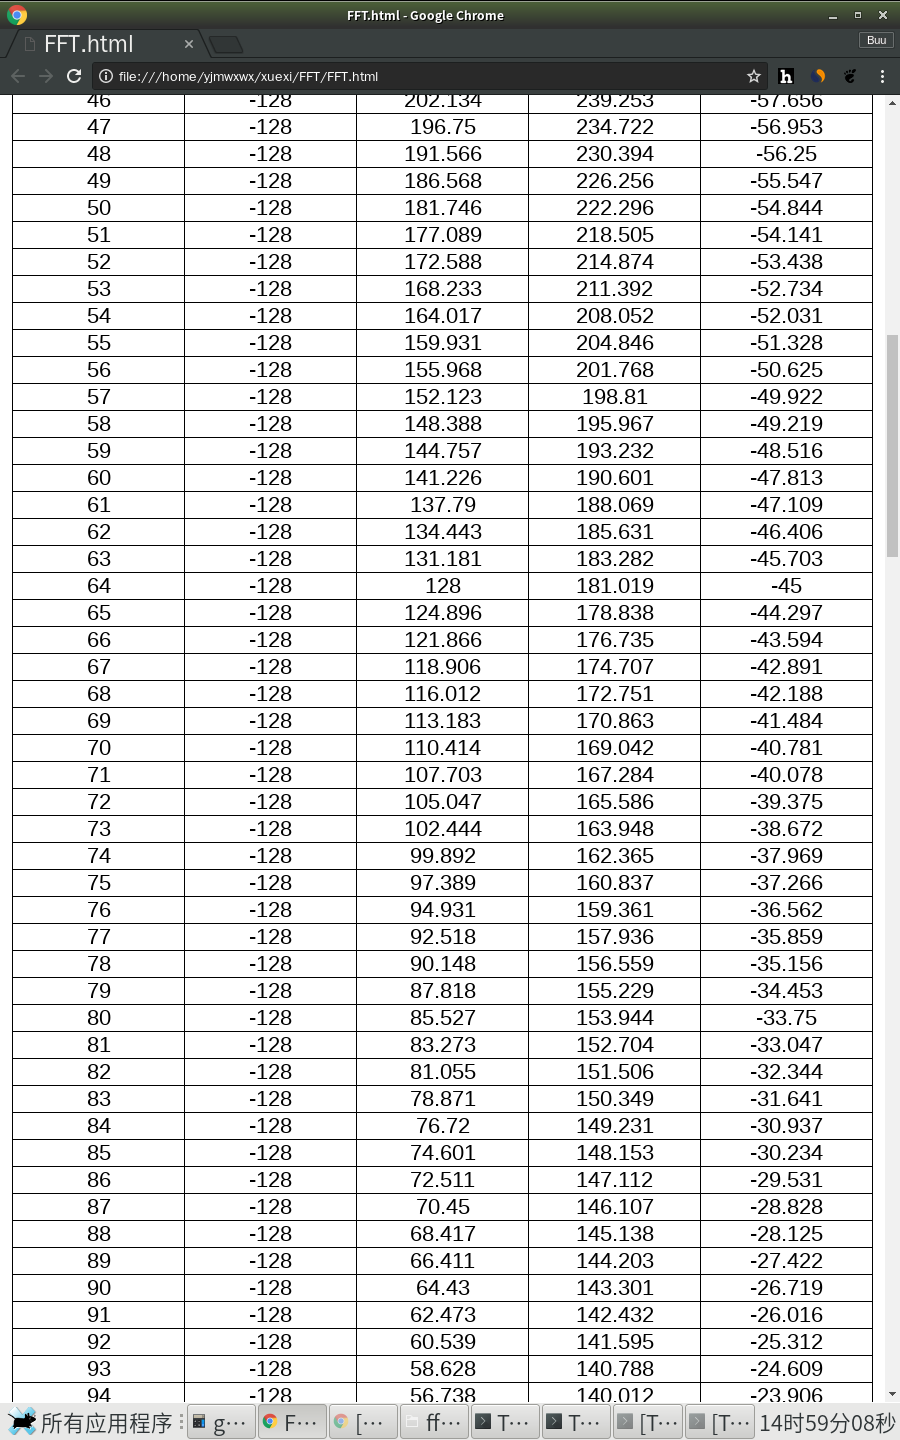 FFT.html - Google Chrome
FFT.html
Buu
file:///home/yjmwxwx/xuexi/FFT/FFT.html
46 -128 202.134 239.253 -57.656
47 -128 196.75 234.722 -56.953
48 -128 191.566 230.394 -56.25
49 -128 186.568 226.256 -55.547
50 -128 181.746 222.296 -54.844
51 -128 177.089 218.505 -54.141
52 -128 172.588 214.874 -53.438
53 -128 168.233 211.392 -52.734
54 -128 164.017 208.052 -52.031
55 -128 159.931 204.846 -51.328
56 -128 155.968 201.768 -50.625
57 -128 152.123 198.81 -49.922
58 -128 148.388 195.967 -49.219
59 -128 144.757 193.232 -48.516
60 -128 141.226 190.601 -47.813
61 -128 137.79 188.069 -47.109
62 -128 134.443 185.631 -46.406
63 -128 131.181 183.282 -45.703
64 -128 128 181.019 -45
65 -128 124.896 178.838 -44.297
66 -128 121.866 176.735 -43.594
67 -128 118.906 174.707 -42.891
68 -128 116.012 172.751 -42.188
69 -128 113.183 170.863 -41.484
70 -128 110.414 169.042 -40.781
71 -128 107.703 167.284 -40.078
72 -128 105.047 165.586 -39.375
73 -128 102.444 163.948 -38.672
74 -128 99.892 162.365 -37.969
75 -128 97.389 160.837 -37.266
76 -128 94.931 159.361 -36.562
77 -128 92.518 157.936 -35.859
78 -128 90.148 156.559 -35.156
79 -128 87.818 155.229 -34.453
80 -128 85.527 153.944 -33.75
81 -128 83.273 152.704 -33.047
82 -128 81.055 151.506 -32.344
83 -128 78.871 150.349 -31.641
84 -128 76.72 149.231 -30.937
85 -128 74.601 148.153 -30.234
86 -128 72.511 147.112 -29.531
87 -128 70.45 146.107 -28.828
88 -128 68.417 145.138 -28.125
89 -128 66.411 144.203 -27.422
90 -128 64.43 143.301 -26.719
91 -128 62.473 142.432 -26.016
92 -128 60.539 141.595 -25.312
93 -128 58.628 140.788 -24.609
94 -128 56.738 140.012 -23.906
所有应用程序 g... F... [... ff... T... T... [T... [T... 14时59分08秒